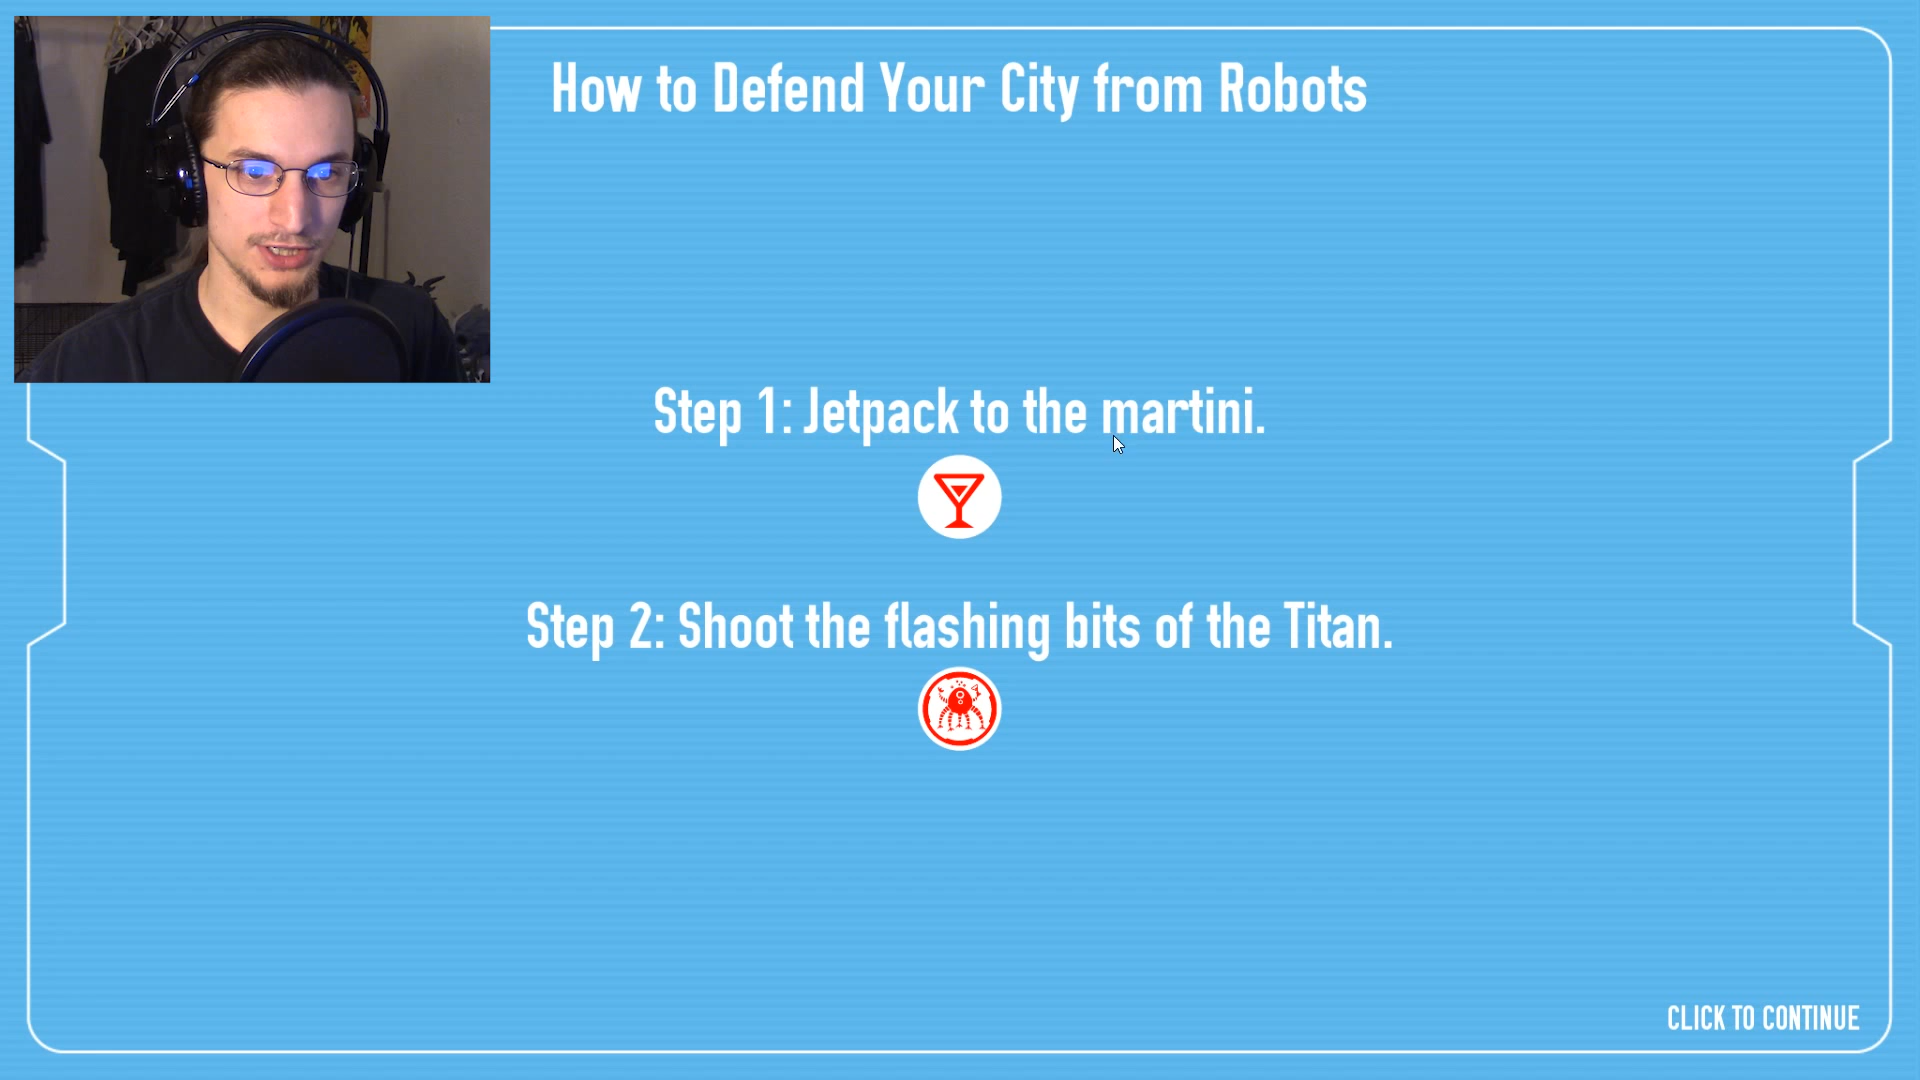 How to Defend Your City from Robots
Step 1: Jetpack to the martini.
Step 2: Shoot the flashing bits of the Titan.
CLICK TO CONTINUE